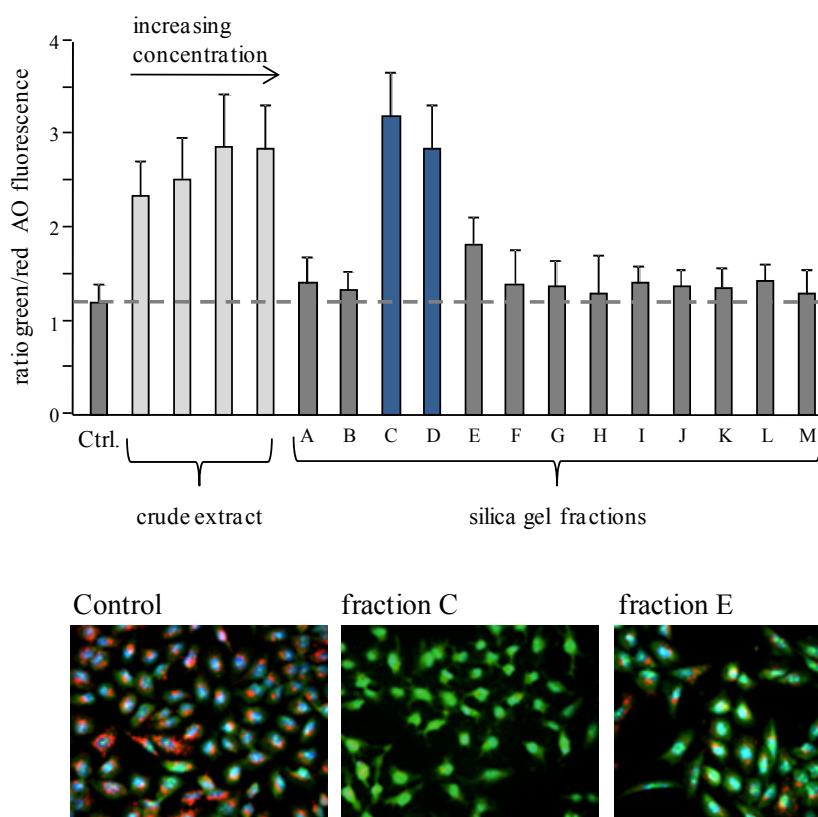 increasing
concentration
ratio green/red AO fluorescence
4
3
2
1
0
Ctrl.
A B C D E F G H I J K L M
crude extract
silica gel fractions
Control
fraction C
fraction E